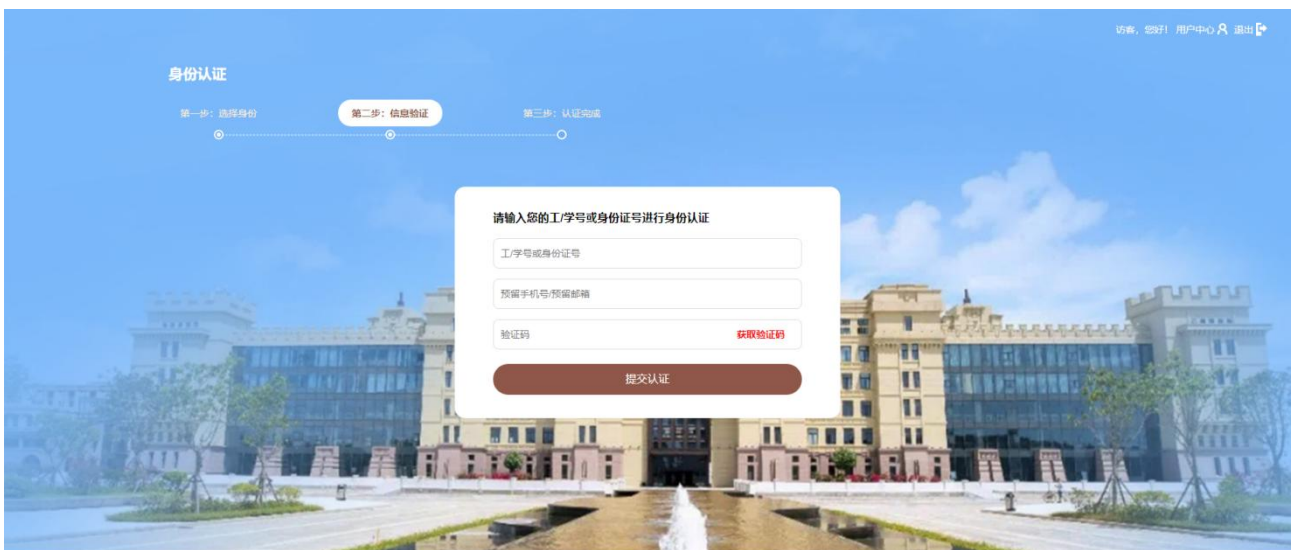 访客，您好！ 用户中心 退出
身份认证
第一步：选择身份 第二步：信息验证 第三步：认证完成
请输入您的工/学号或身份证号进行身份认证
工/学号或身份证号
预留手机号/预留邮箱
验证码 获取验证码
提交认证